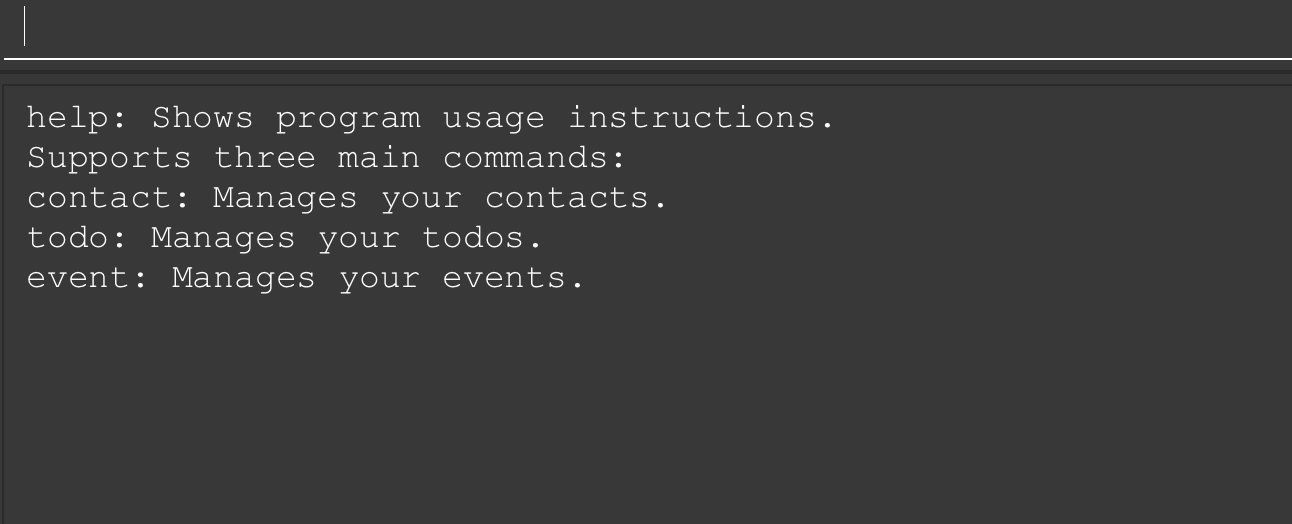 help: Shows program usage instructions.
Supports three main commands:
contact: Manages your contacts.
todo: Manages your todos.
event: Manages your events.